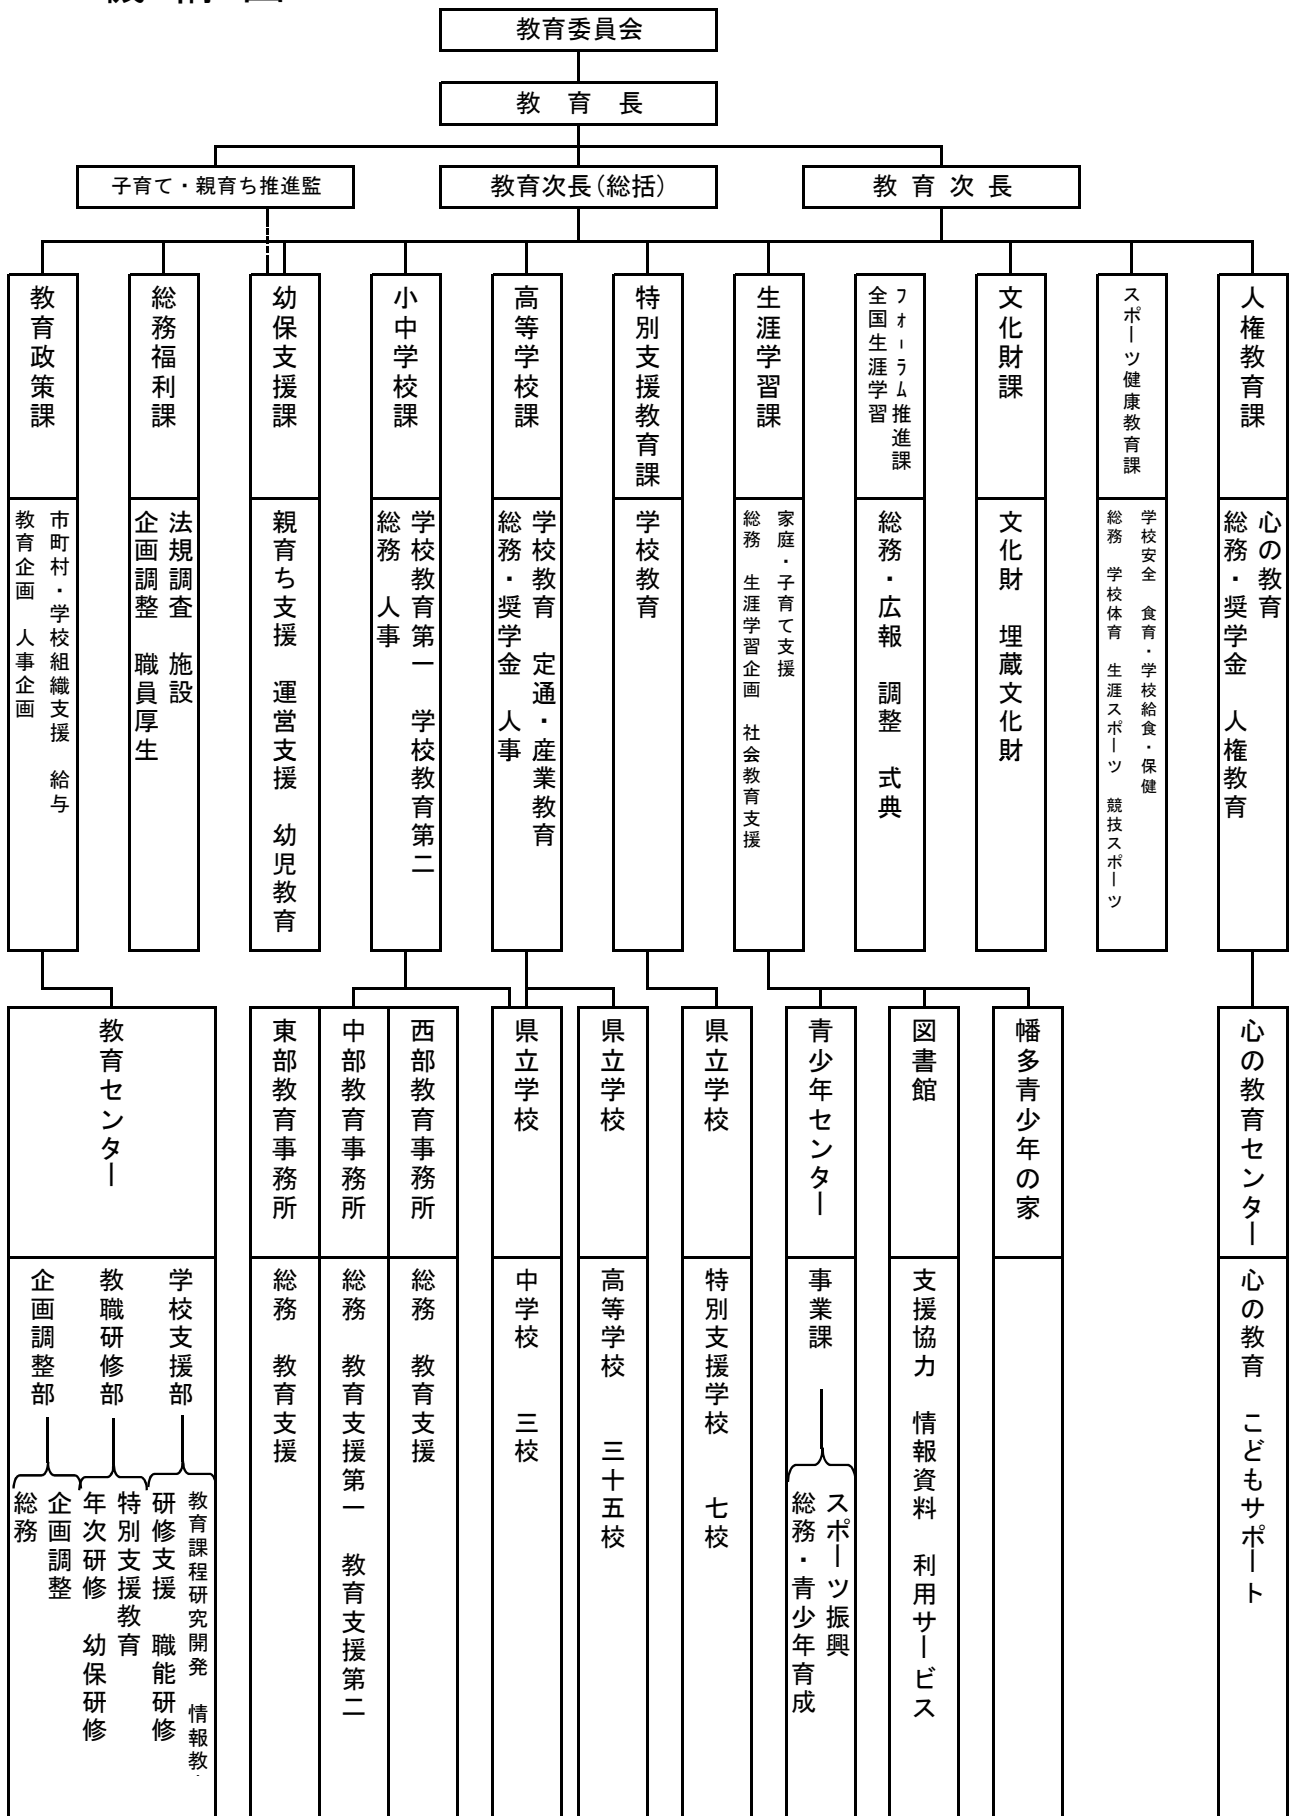 教育委員会
教 育 長
子育て・親育ち推進監
教育次長(総括)
教 育 次 長
教育政策課
総務福利課
幼保支援課
小中学校課
高等学校課
特別支援教育課
生涯学習課
全国生涯学習
フォーラム推進課
文化財課
スポーツ健康教育課
人権教育課
教育企画 人事企画
市町村・学校組織支援 給与
企画調整 職員厚生
法規調査 施設
親育ち支援 運営支援 幼児教育
総務 人事
学校教育第一 学校教育第二
総務・奨学金 人事
学校教育 定通・産業教育
学校教育
総務 生涯学習企画 社会教育支援
家庭・子育て支援
総務・広報 調整 式典
文化財 埋蔵文化財
総務 学校体育 生涯スポーツ 競技スポーツ
学校安全 食育・学校給食・保健
総務・奨学金 人権教育
心の教育
教育センター
東部教育事務所
中部教育事務所
西部教育事務所
県立学校
県立学校
県立学校
青少年センター
図書館
幡多青少年の家
心の教育センター
企画調整部
教職研修部
学校支援部
総務
企画調整
年次研修 幼保研修
特別支援教育
研修支援 職能研修
教育課程研究開発 情報教
総務 教育支援
総務 教育支援第一 教育支援第二
総務 教育支援
中学校 三校
高等学校 三十五校
特別支援学校 七校
事業課
総務・青少年育成
スポーツ振興
支援協力 情報資料 利用サービス
心の教育 こどもサポート